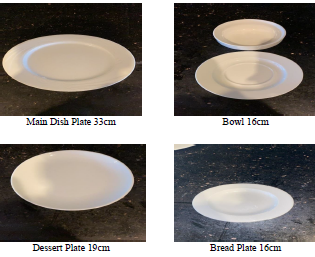 Main Dish Plate 33cm
Bowl 16cm
Dessert Plate 19cm
Bread Plate 16cm